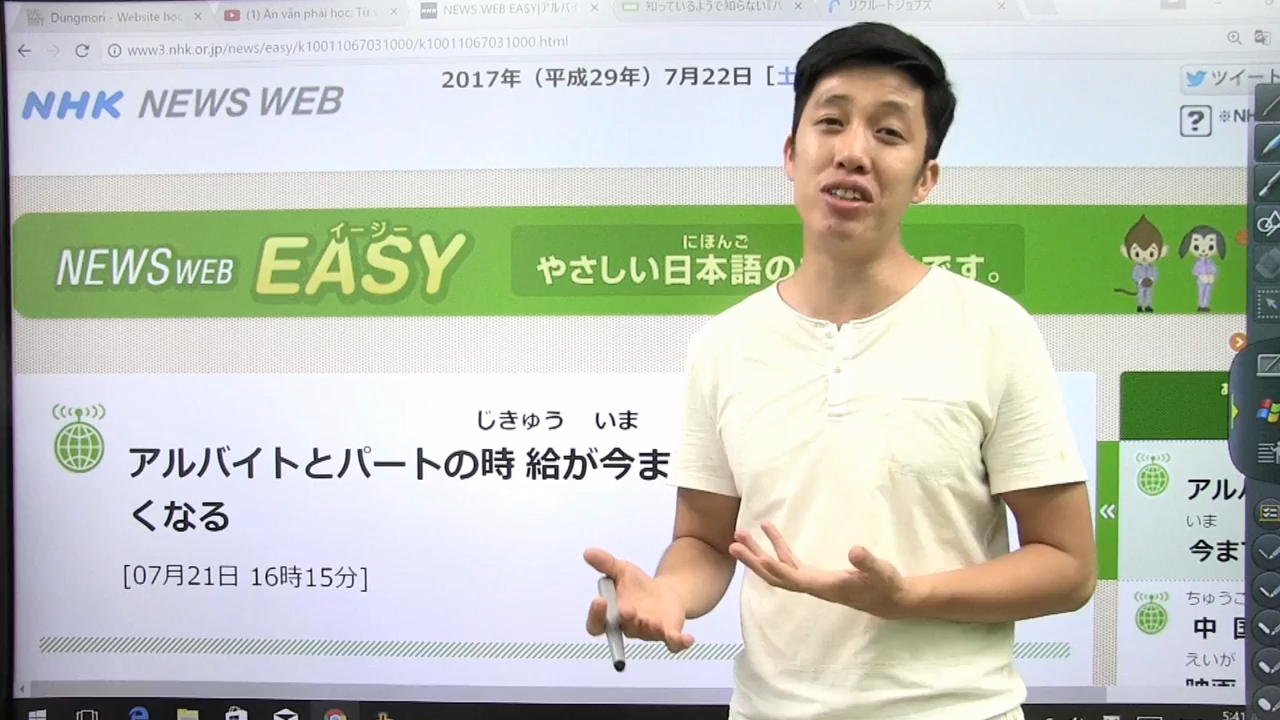 Dungmori - Website họ
(1) Ăn vẫn phải học: Từ v
NEWS WEB EASY|アルバイ
知っているようで知らない「パ
リクルートジョブズ
www3.nhk.or.jp/news/easy/k10011067031000/k10011067031000.html
2017年（平成29年）7月22日［土
ツイート
NHK NEWS WEB
? ※NH
NEWS WEB EASY
イージー
にほんご
やさしい日本語の
です。
じきゅう いま
アルバイトとパートの時給が今ま
くなる
[07月21日 16時15分]
«
アル
いま
今ま
ちゅうご
中
えいが
映画
5:41